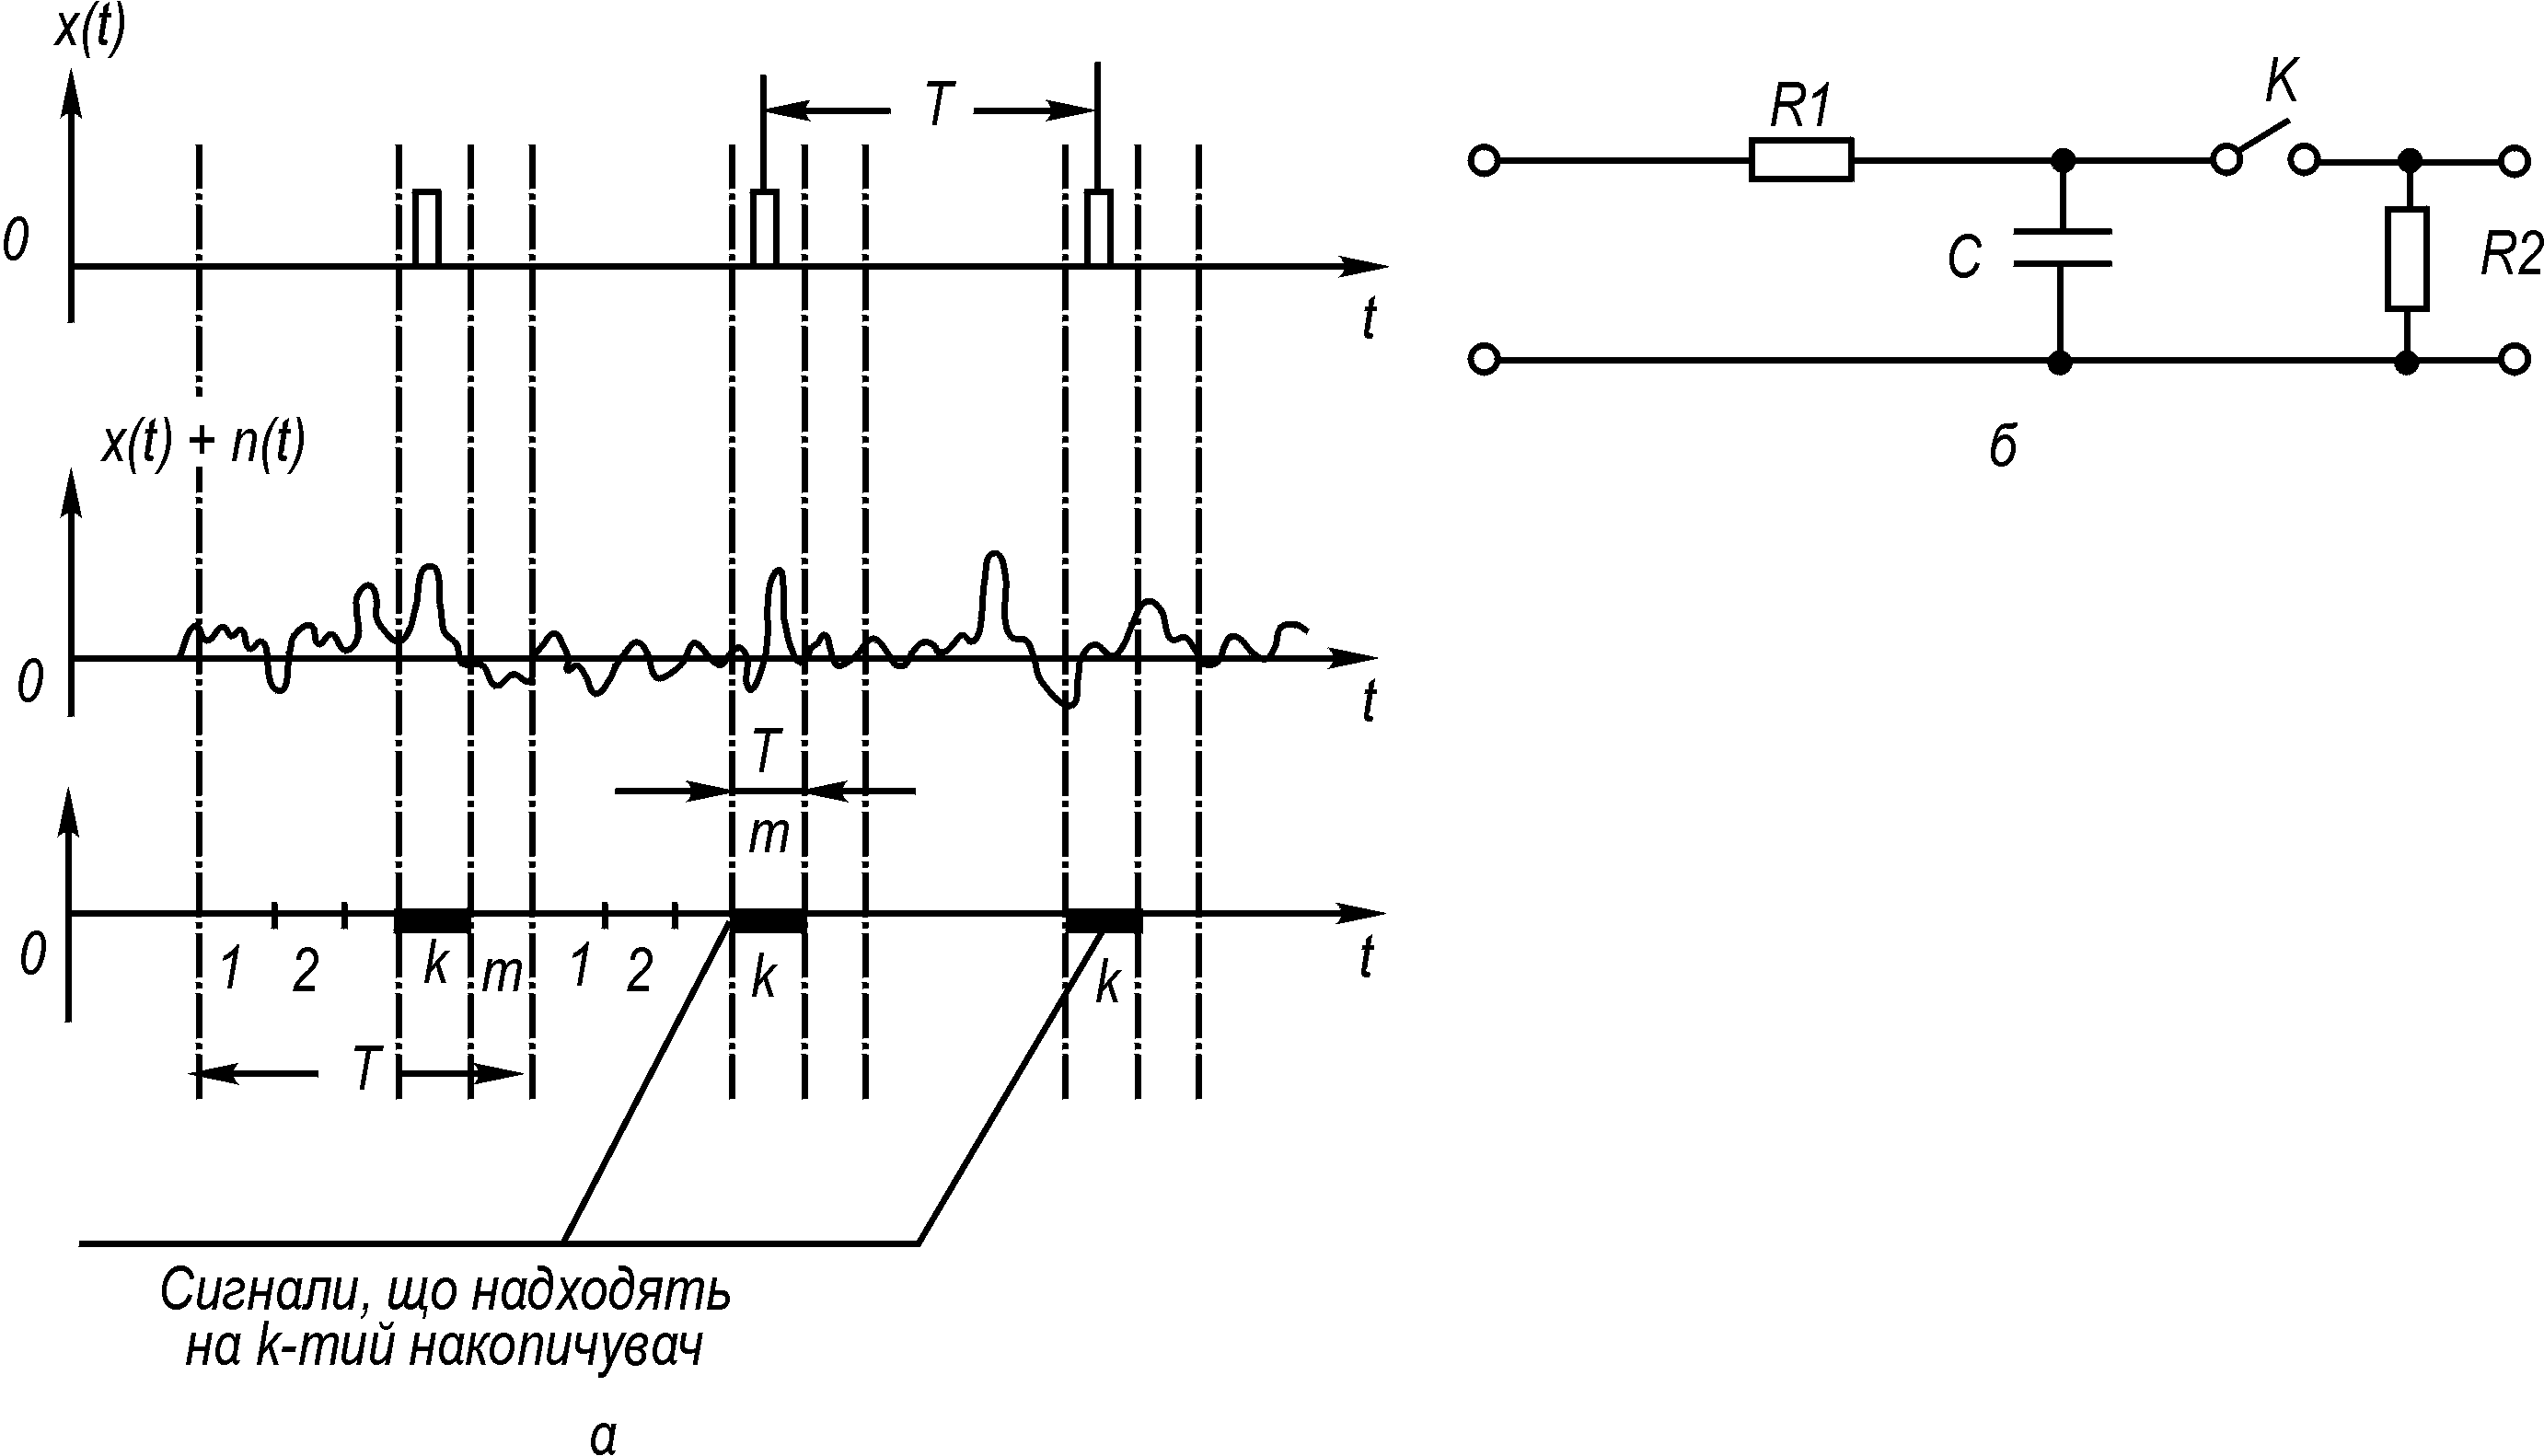 x(t)
T
0
t
x(t) + n(t)
0
t
T
m
0
1 2 k m 1 2 k k
t
T
Сигнали, що надходять
на k-тий накопичувач
а
R1
K
C
R2
б